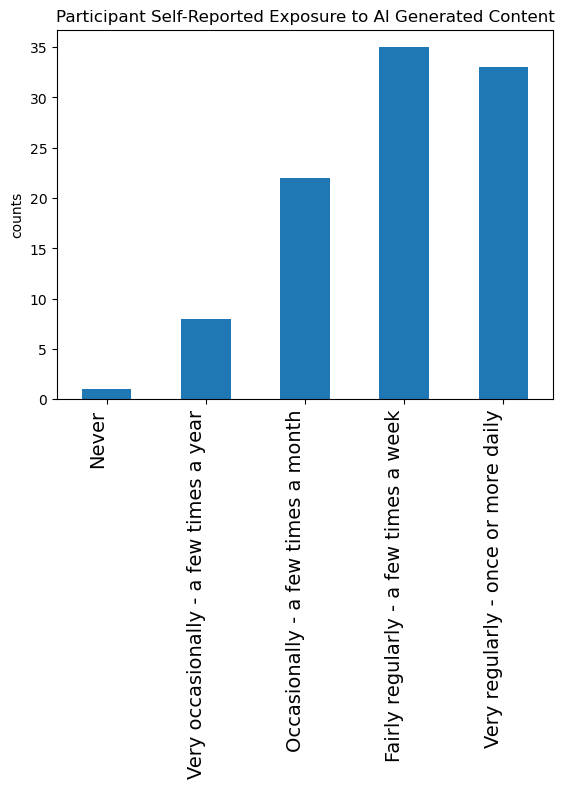 Participant Self-Reported Exposure to AI Generated Content
35
30
25
20
15
10
5
0
counts
Never
Very occasionally - a few times a year
Occasionally - a few times a month
Fairly regularly - a few times a week
Very regularly - once or more daily